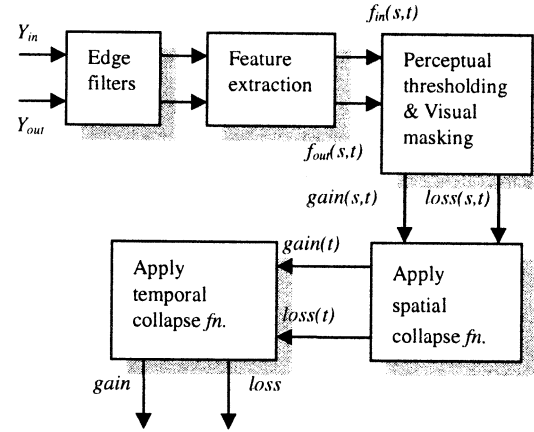 f_in(s,t)
Y_in
Edge
filters
Feature
extraction
Perceptual
thresholding
& Visual
masking
Y_out
f_out(s,t)
gain(s,t)
loss(s,t)
gain(t)
Apply
temporal
collapse fn.
loss(t)
Apply
spatial
collapse fn.
gain
loss